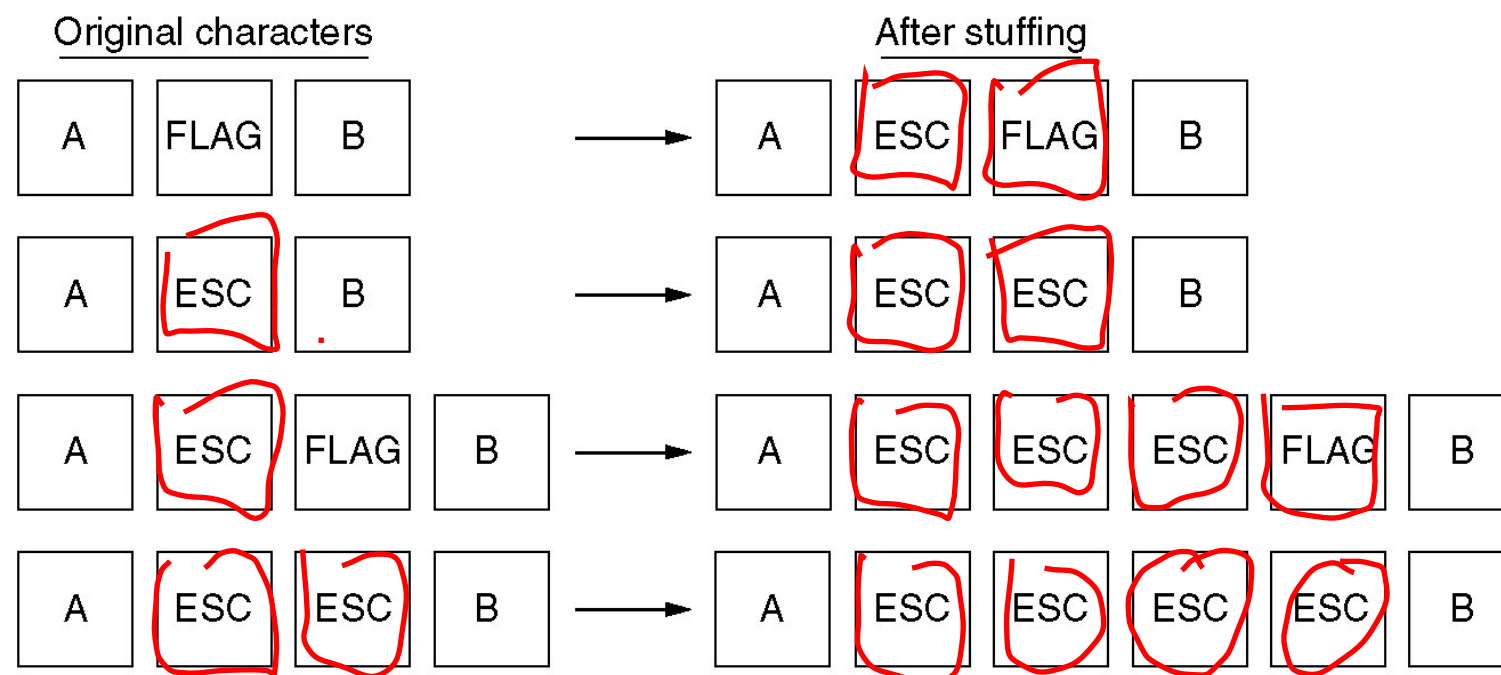 Original characters After stuffing
A FLAG B A ESC FLAG B
A ESC B A ESC ESC B
A ESC FLAG B A ESC ESC ESC FLAG B
A ESC ESC B A ESC ESC ESC ESC B